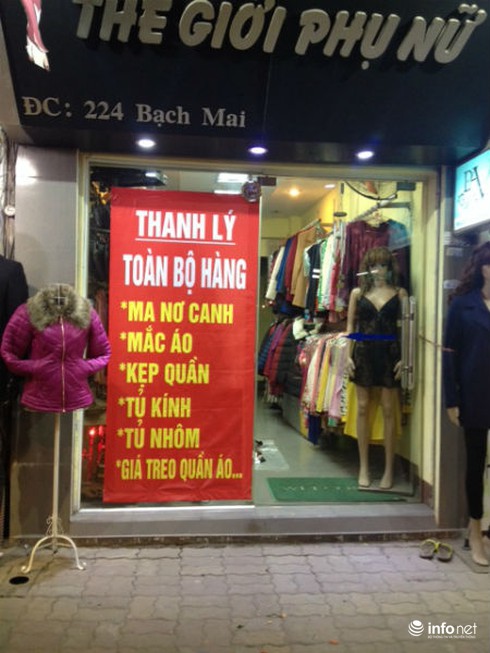 THẾ GIỚI PHỤ NỮ
ĐC: 224 Bạch Mai
THANH LÝ
TOÀN BỘ HÀNG
*MA NƠ CANH
*MẮC ÁO
*KẸP QUẦN
*TỦ KÍNH
*TỦ NHÔM
*GIÁ TREO QUẦN ÁO...
infonet